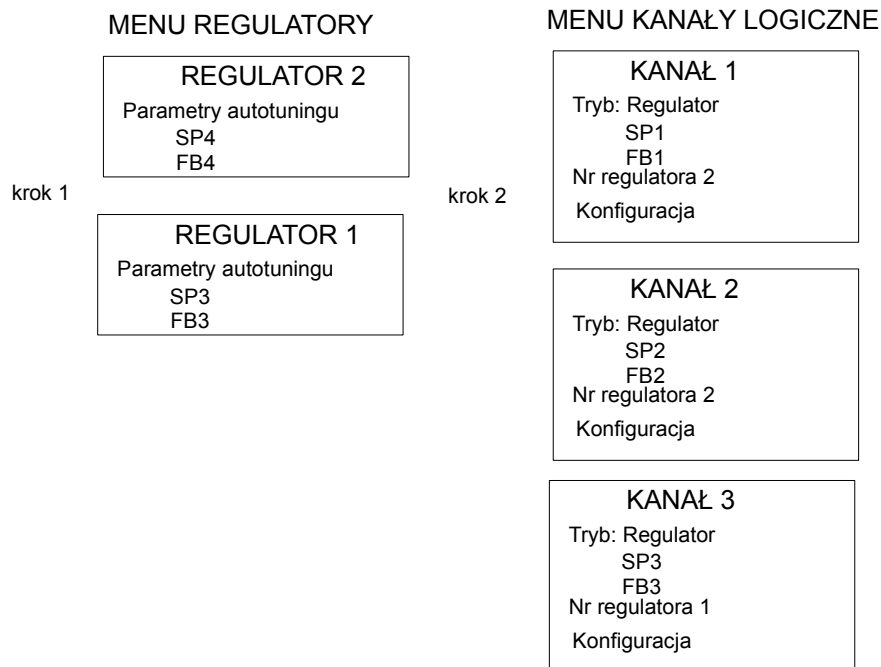 MENU REGULATORY
REGULATOR 2
Parametry autotuningu
SP4
FB4
krok 1
REGULATOR 1
Parametry autotuningu
SP3
FB3
MENU KANAŁY LOGICZNE
KANAŁ 1
Tryb: Regulator
SP1
FB1
Nr regulatora 2
Konfiguracja
krok 2
KANAŁ 2
Tryb: Regulator
SP2
FB2
Nr regulatora 2
Konfiguracja
KANAŁ 3
Tryb: Regulator
SP3
FB3
Nr regulatora 1
Konfiguracja